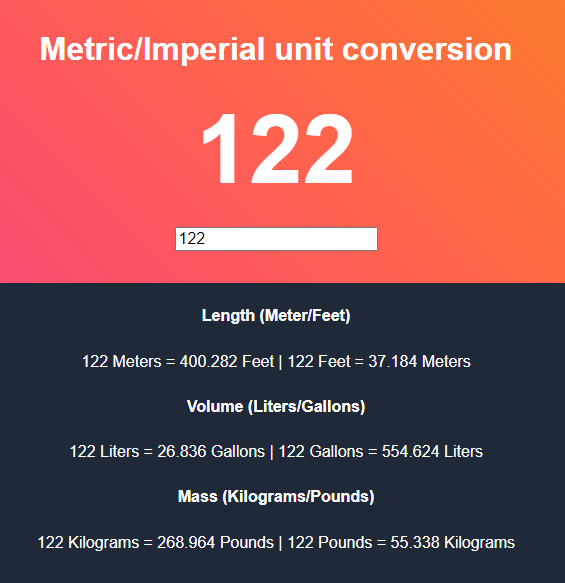 Metric/Imperial unit conversion
122
122
Length (Meter/Feet)
122 Meters = 400.282 Feet | 122 Feet = 37.184 Meters
Volume (Liters/Gallons)
122 Liters = 26.836 Gallons | 122 Gallons = 554.624 Liters
Mass (Kilograms/Pounds)
122 Kilograms = 268.964 Pounds | 122 Pounds = 55.338 Kilograms